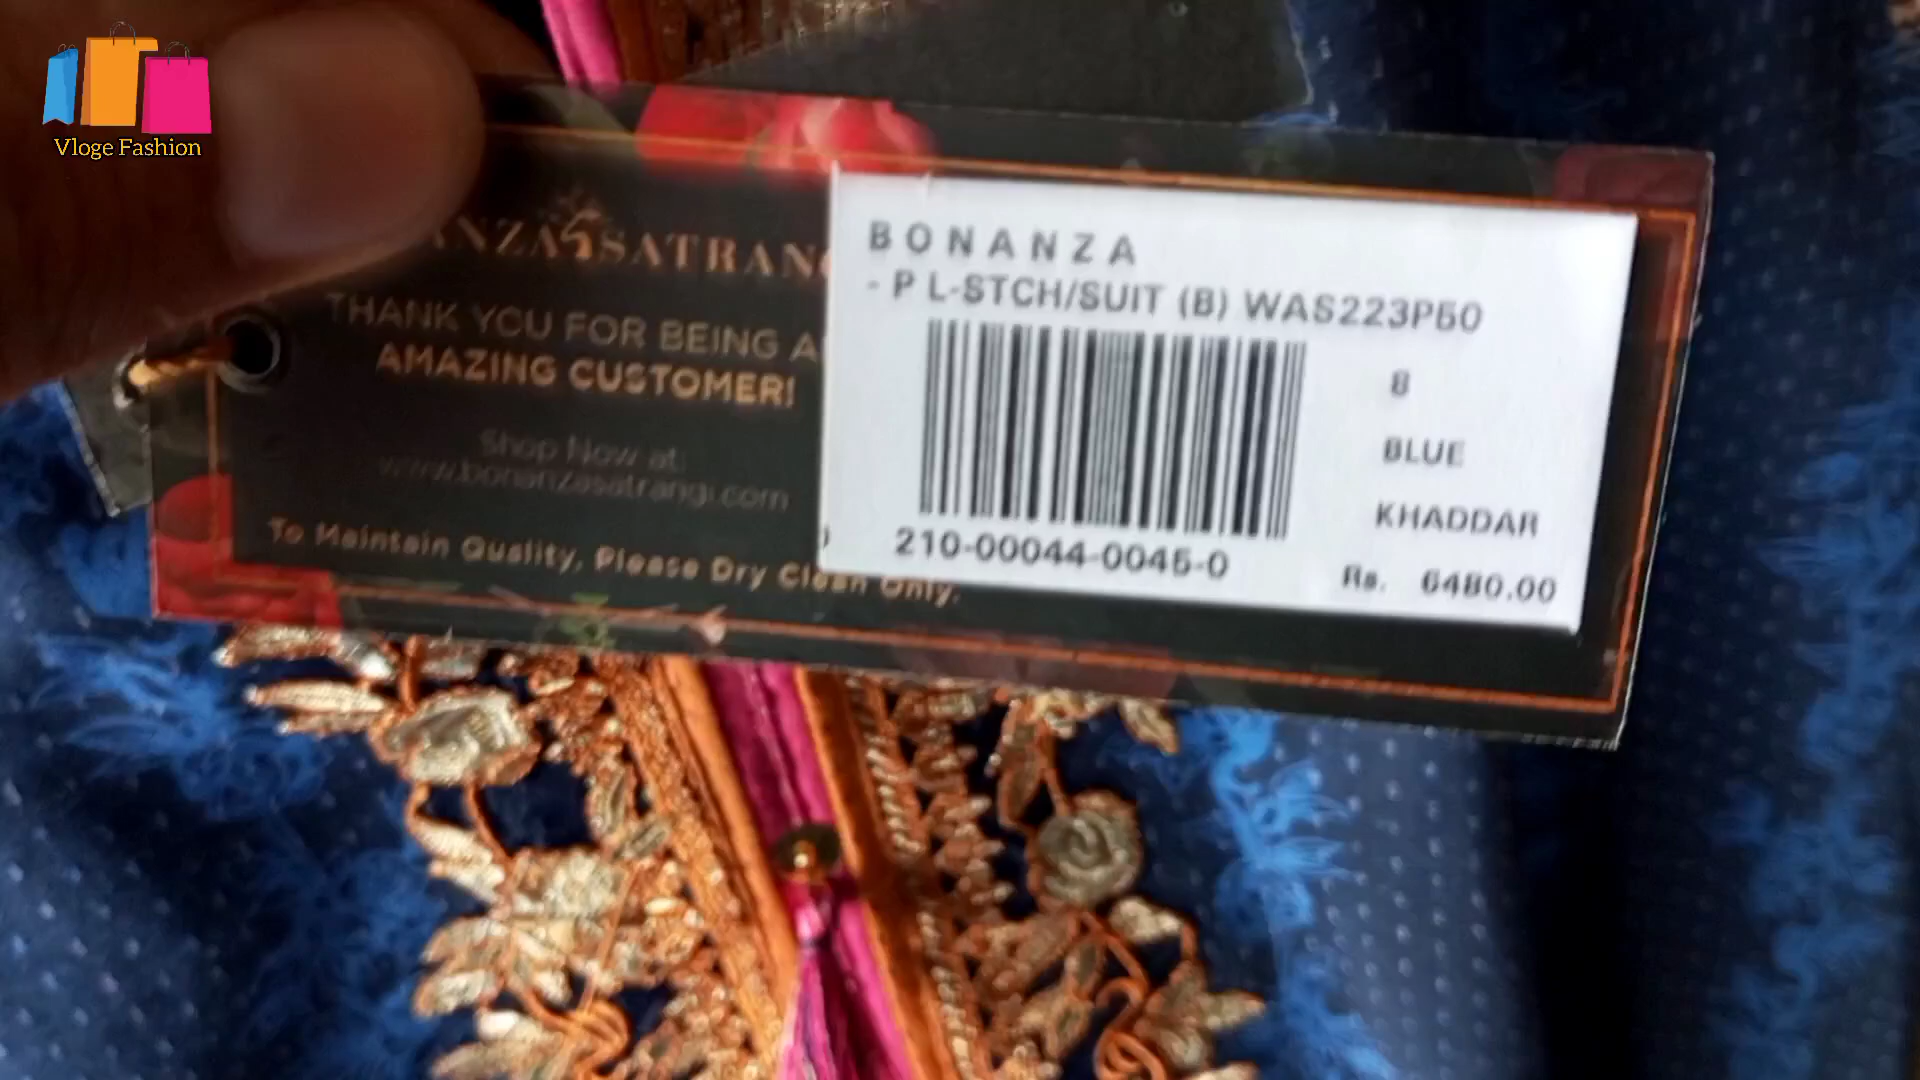 Vloge Fashion
SATRANG
THANK YOU FOR BEING A
AMAZING CUSTOMER!
Shop Now at:
www.bonanzasatrangi.com
To Maintain Quality, Please Dry Clean Only.
BONANZA
- P L-STCH/SUIT (B) WAS223P50
8
BLUE
KHADDAR
210-00044-0045-0
Rs. 6480.00